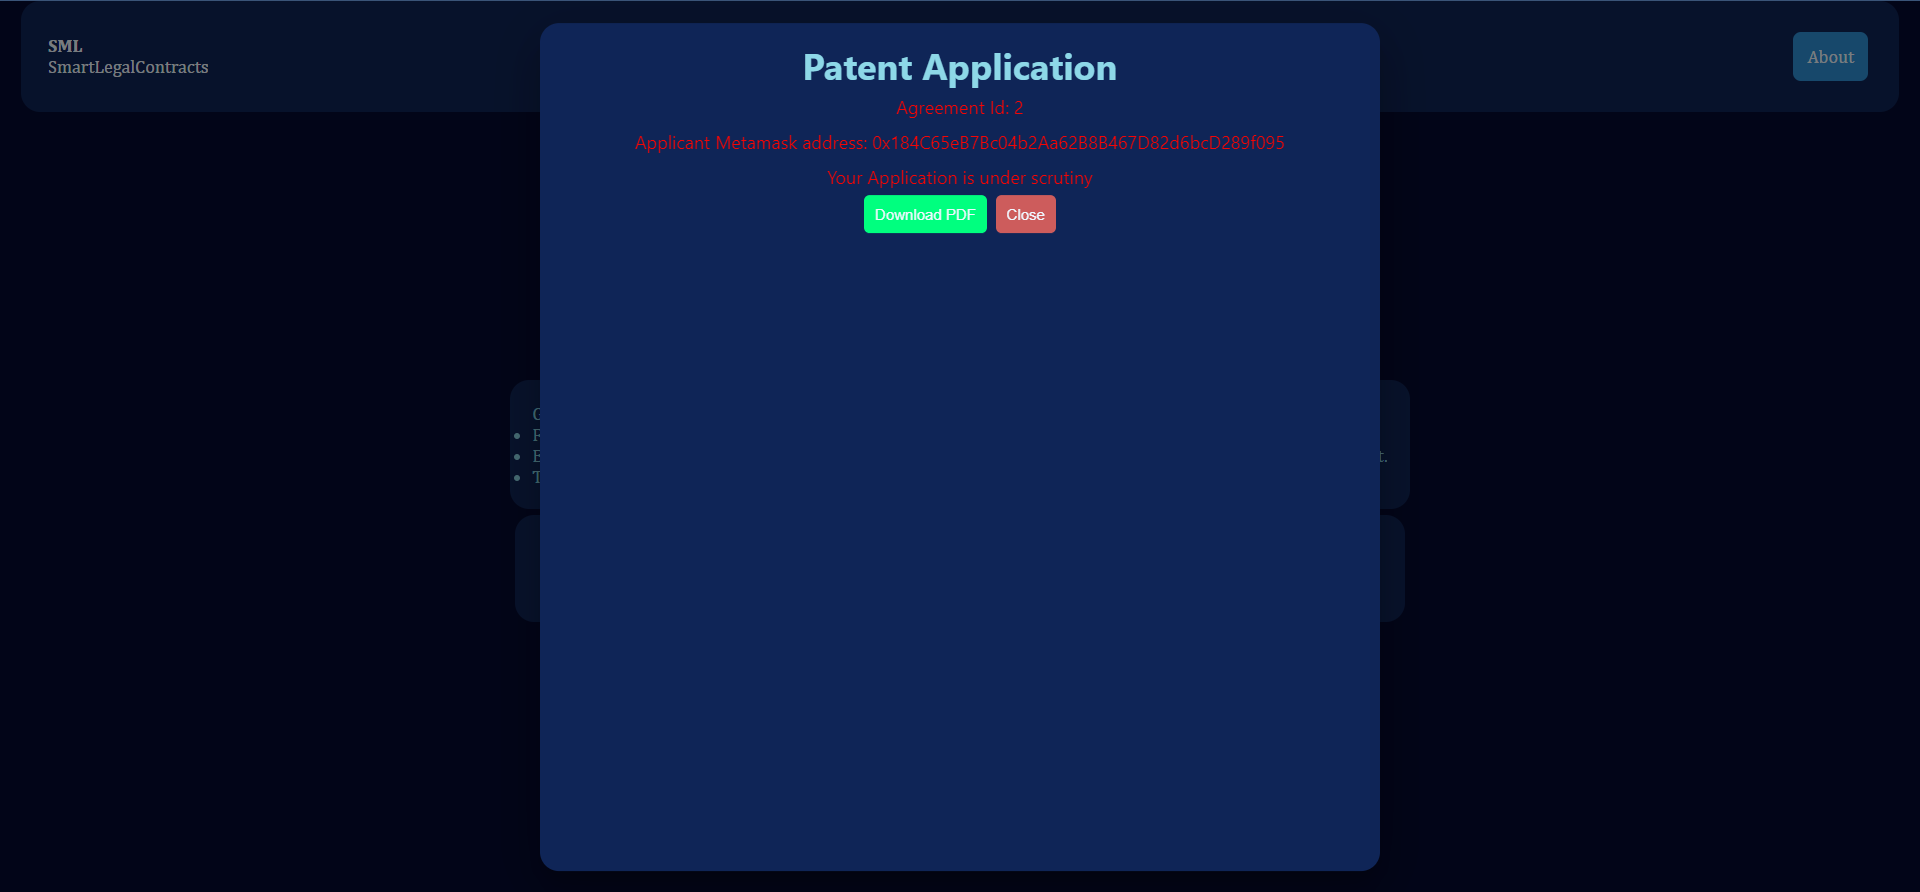 SML
SmartLegalContracts
About
Patent Application
Agreement Id: 2
Applicant Metamask address: 0x184C65eB7Bc04b2Aa62B8B467D82d6bcD289f095
Your Application is under scrutiny
Download PDF
Close